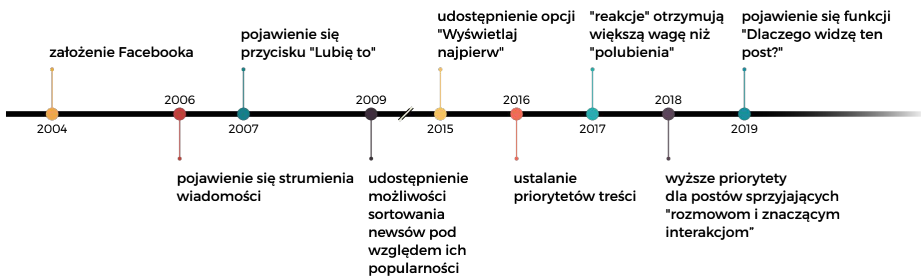 założenie Facebooka
2004
2006
pojawienie się strumienia
wiadomości
pojawienie się
przycisku "Lubię to"
2007
2009
udostępnienie
możliwości
sortowania
newsów pod
względem ich
popularności
udostępnienie opcji
"Wyświetlaj
najpierw"
2015
2016
ustalanie
priorytetów treści
"reakcje" otrzymują
większą wagę niż
"polubienia"
2017
2018
wyższe priorytety
dla postów sprzyjających
"rozmowom i znaczącym
interakcjom"
pojawienie się funkcji
"Dlaczego widzę ten
post?"
2019